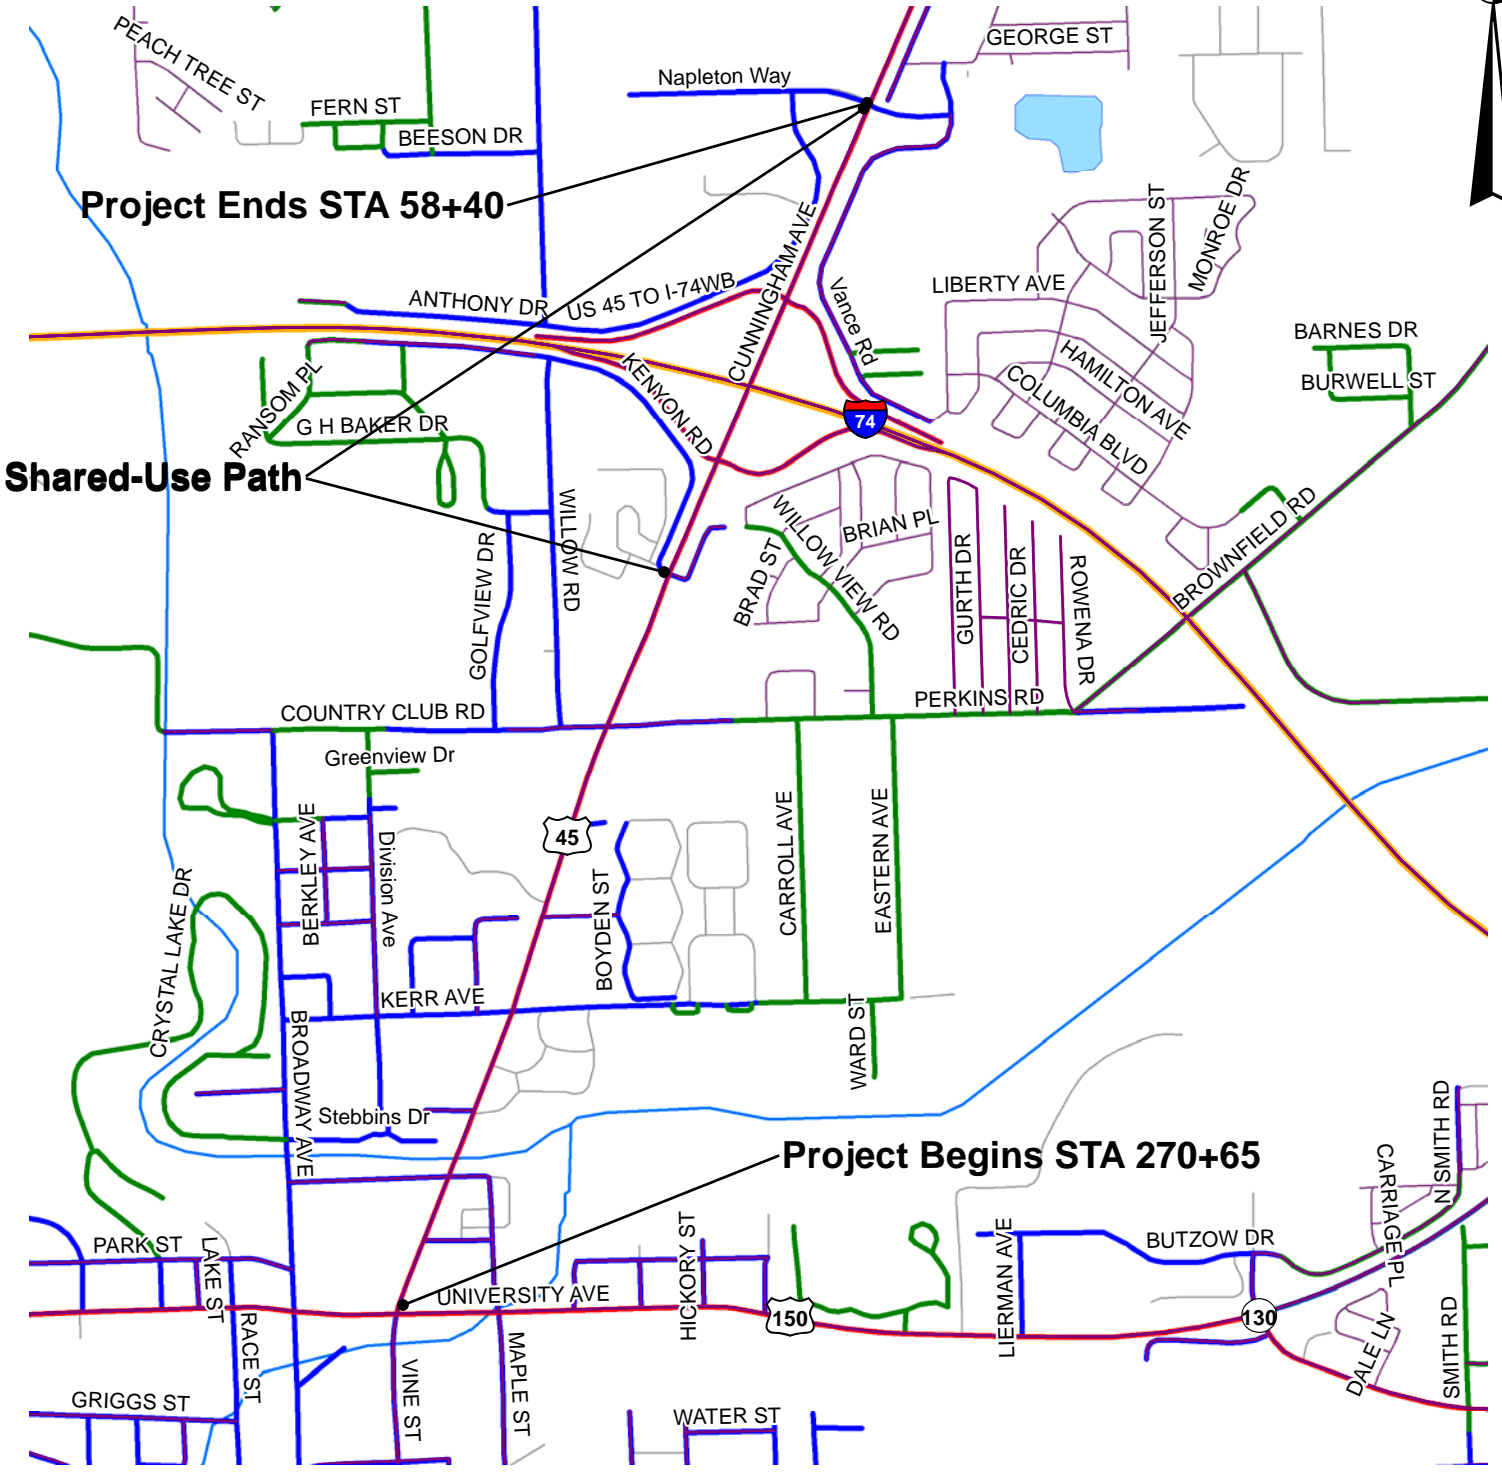 GEORGE ST
PEACH TREE ST
Napleton Way
FERN ST
BEESON DR
Project Ends STA 58+40
JEFFERSON ST
MONROE DR
CUNNINGHAM AVE
LIBERTY AVE
ANTHONY DR
US 45 TO I-74WB
Vance Rd
BARNES DR
HAMILTON AVE
BURWELL ST
COLUMBIA BLVD
KENYON RD
RANSOM PL
G H BAKER DR
74
Shared-Use Path
WILLOW RD
WILLOW VIEW RD
BRIAN PL
BROWNFIELD RD
BRAD ST
GOLFVIEW DR
GURTH DR
CEDRIC DR
ROWENA DR
PERKINS RD
COUNTRY CLUB RD
Greenview Dr
BERKLEY AVE
Division Ave
45
CARROLL AVE
EASTERN AVE
BOYDEN ST
CRYSTAL LAKE DR
KERR AVE
WARD ST
BROADWAY AVE
Stebbins Dr
Project Begins STA 270+65
N SMITH RD
CARRIAGE PL
PARK ST
LAKE ST
HICKORY ST
LIERMAN AVE
BUTZOW DR
UNIVERSITY AVE
150
130
RACE ST
VINE ST
MAPLE ST
DALE LN
SMITH RD
GRIGGS ST
WATER ST